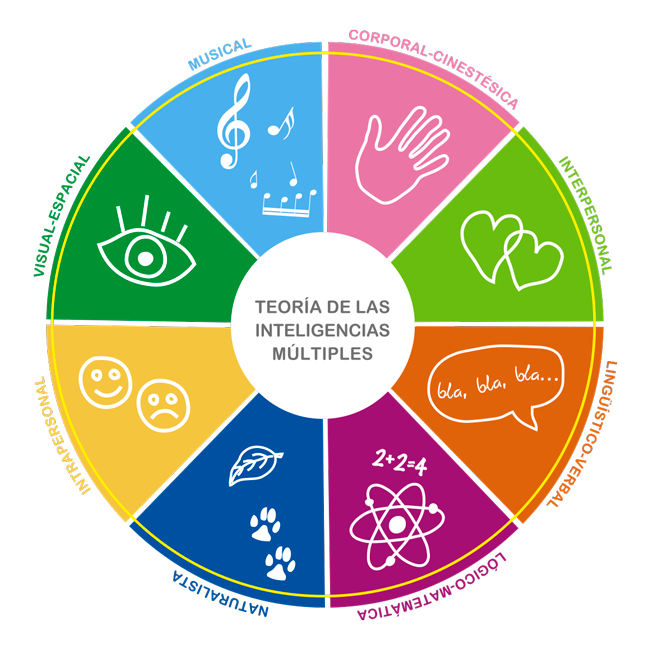 MUSICAL
CORPORAL-CINESTÉSICA
INTERPERSONAL
LINGÜÍSTICO-VERBAL
LÓGICO-MATEMÁTICA
NATURALISTA
INTRAPERSONAL
VISUAL-ESPACIAL
TEORÍA DE LAS
INTELIGENCIAS
MÚLTIPLES
bla, bla, bla...
2+2=4